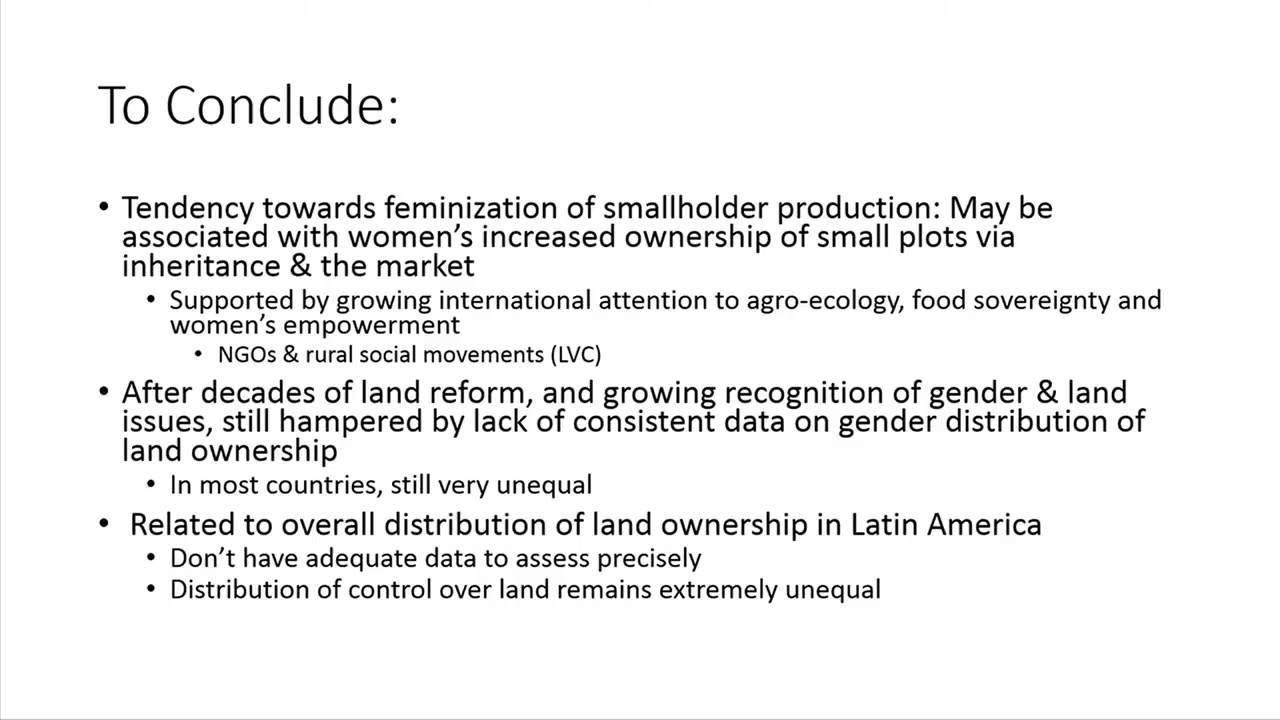 To Conclude:
• Tendency towards feminization of smallholder production: May be
associated with women’s increased ownership of small plots via
inheritance & the market
• Supported by growing international attention to agro-ecology, food sovereignty and
women’s empowerment
• NGOs & rural social movements (LVC)
• After decades of land reform, and growing recognition of gender & land
issues, still hampered by lack of consistent data on gender distribution of
land ownership
• In most countries, still very unequal
• Related to overall distribution of land ownership in Latin America
• Don’t have adequate data to assess precisely
• Distribution of control over land remains extremely unequal